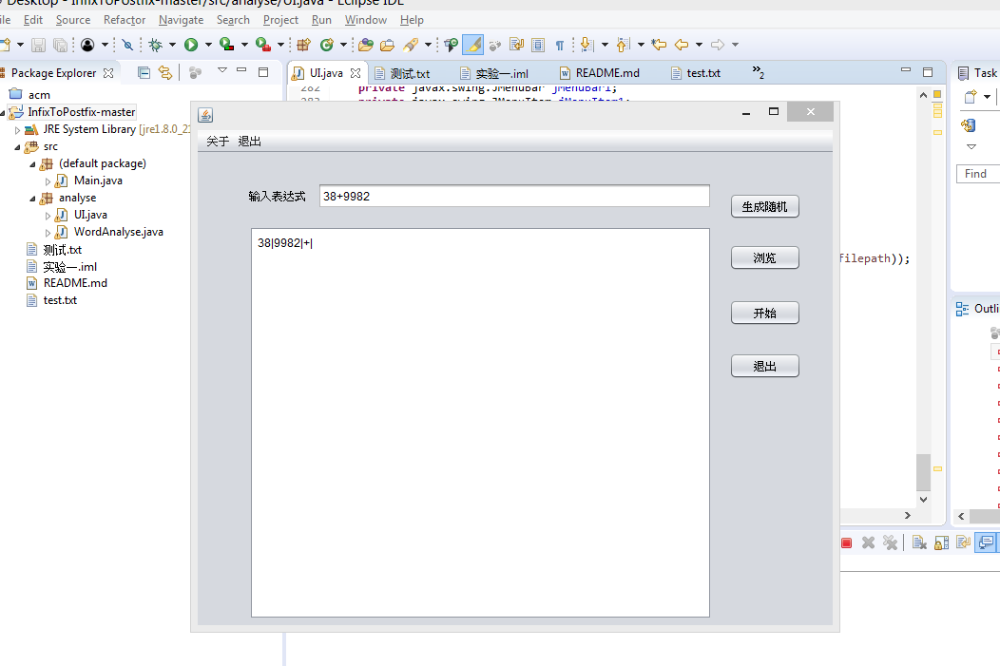 Desktop - InfixToPostfix-master/src/analyse/UI.java - Eclipse IDE
ile Edit Source Refactor Navigate Search Project Run Window Help
Package Explorer
UI.java 测试.txt 实验一.iml README.md test.txt »2
Task
282 private javax.swing.JMenuBar jMenuBar1;
283 private javax.swing.JMenuItem jMenuItem1;
acm
InfixToPostfix-master
JRE System Library [jre1.8.0_21
src
(default package)
Main.java
analyse
UI.java
WordAnalyse.java
测试.txt
实验一.iml
README.md
test.txt
关于 退出
输入表达式 38+9982
生成随机
38|9982|+|
浏览
开始
退出
Find
filepath));
Outli